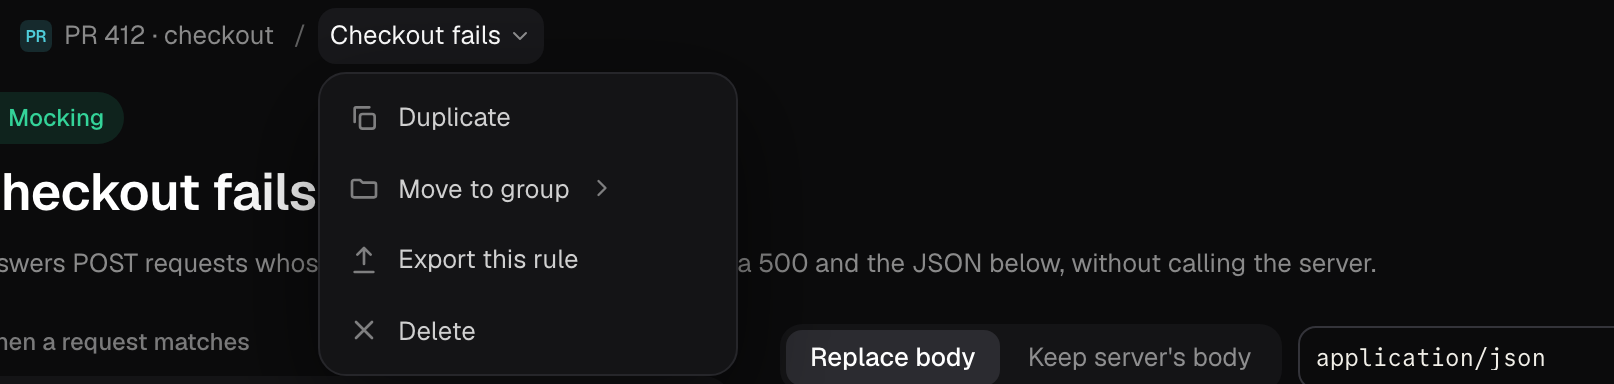 PR PR 412 · checkout / Checkout fails
Mocking
Duplicate
heckout fails
Move to group
swers POST requests whos
Export this rule
a 500 and the JSON below, without calling the server.
Delete
en a request matches
Replace body Keep server's body application/json